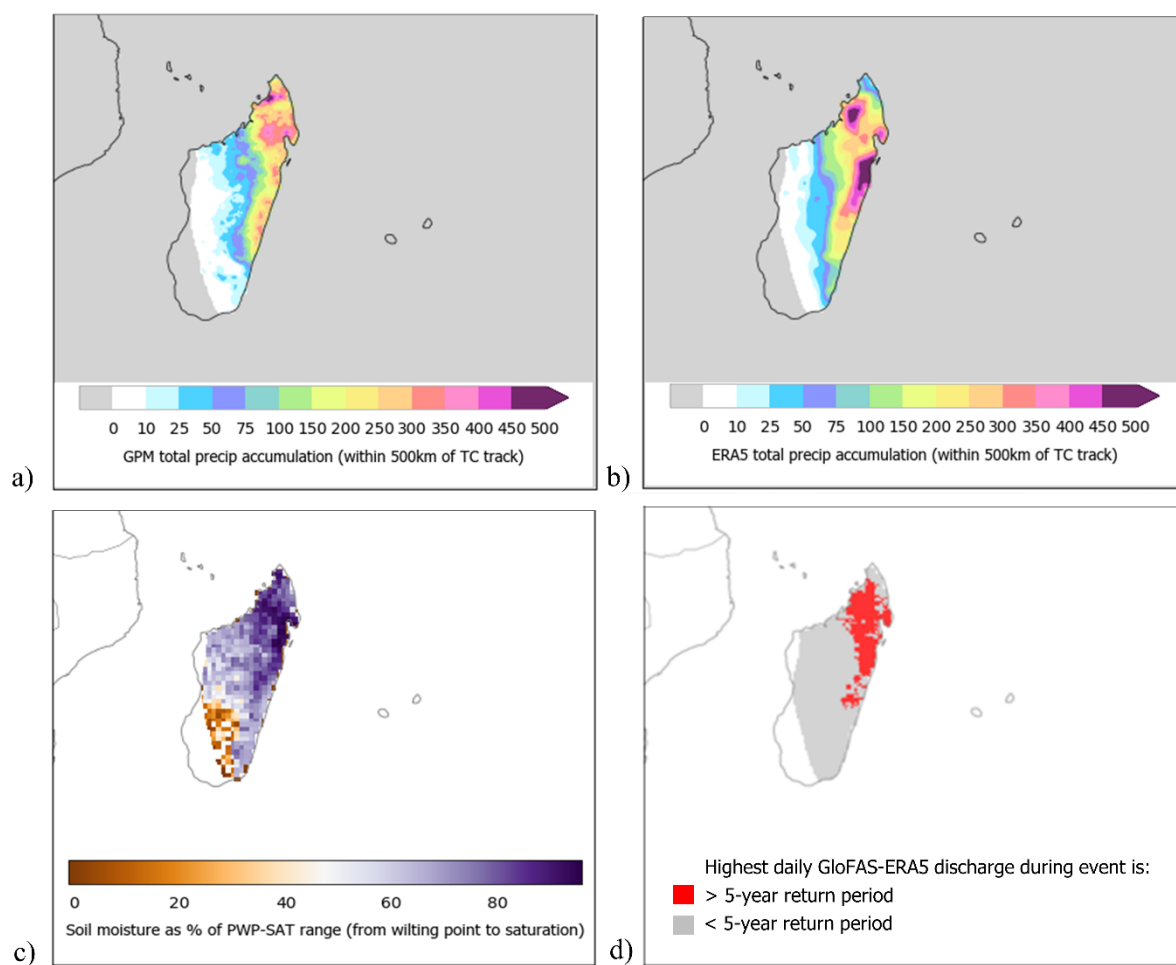 a)
0 10 25 50 75 100 150 200 250 300 350 400 450 500
GPM total precip accumulation (within 500km of TC track)
b)
0 10 25 50 75 100 150 200 250 300 350 400 450 500
ERA5 total precip accumulation (within 500km of TC track)
c)
0 20 40 60 80
Soil moisture as % of PWP-SAT range (from wilting point to saturation)
d)
Highest daily GloFAS-ERA5 discharge during event is:
> 5-year return period
< 5-year return period